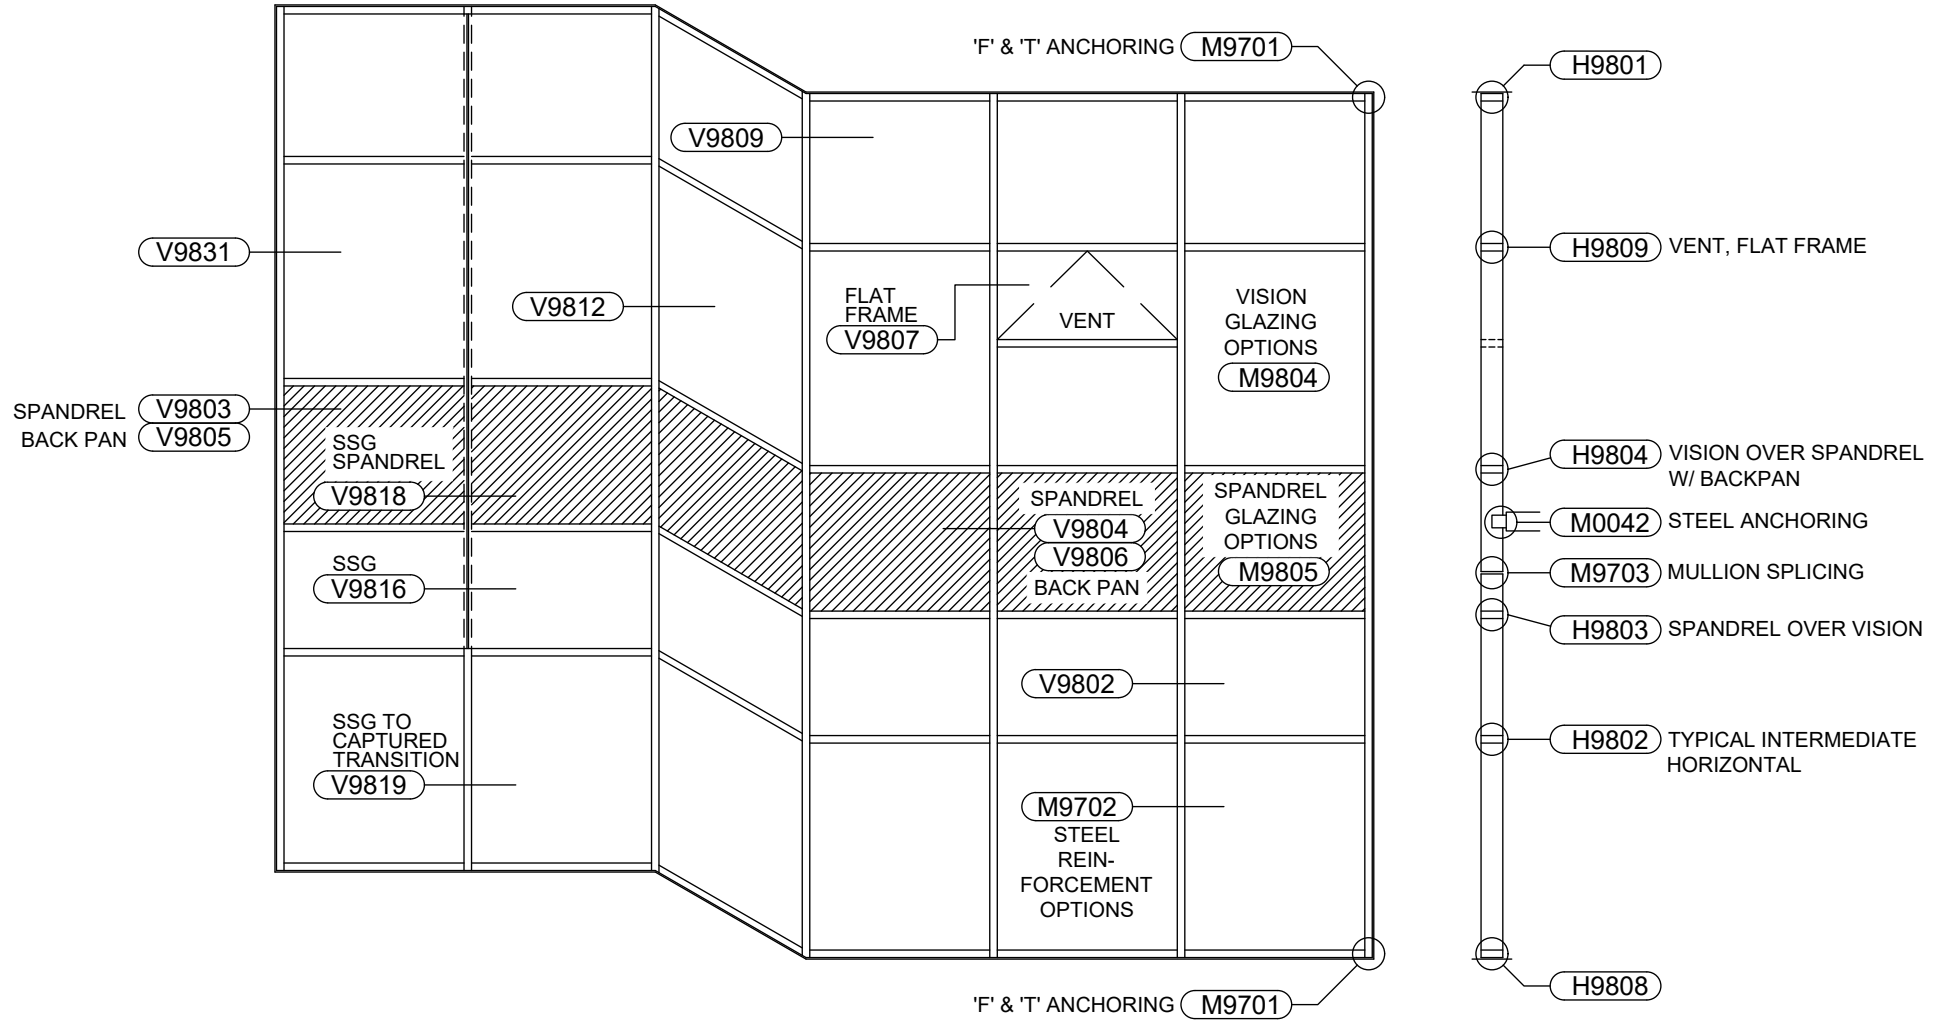 'F' & 'T' ANCHORING M9701
H9801
V9809
V9831
H9809 VENT, FLAT FRAME
V9812
FLAT
FRAME
V9807
VENT
VISION
GLAZING
OPTIONS
M9804
SPANDREL V9803
BACK PAN V9805
SSG
SPANDREL
V9818
SPANDREL
V9804
V9806
BACK PAN
SPANDREL
GLAZING
OPTIONS
M9805
H9804 VISION OVER SPANDREL
W/ BACKPAN
M0042 STEEL ANCHORING
M9703 MULLION SPLICING
H9803 SPANDREL OVER VISION
SSG
V9816
V9802
H9802 TYPICAL INTERMEDIATE
HORIZONTAL
SSG TO
CAPTURED
TRANSITION
V9819
M9702
STEEL
REIN-
FORCEMENT
OPTIONS
H9808
'F' & 'T' ANCHORING M9701